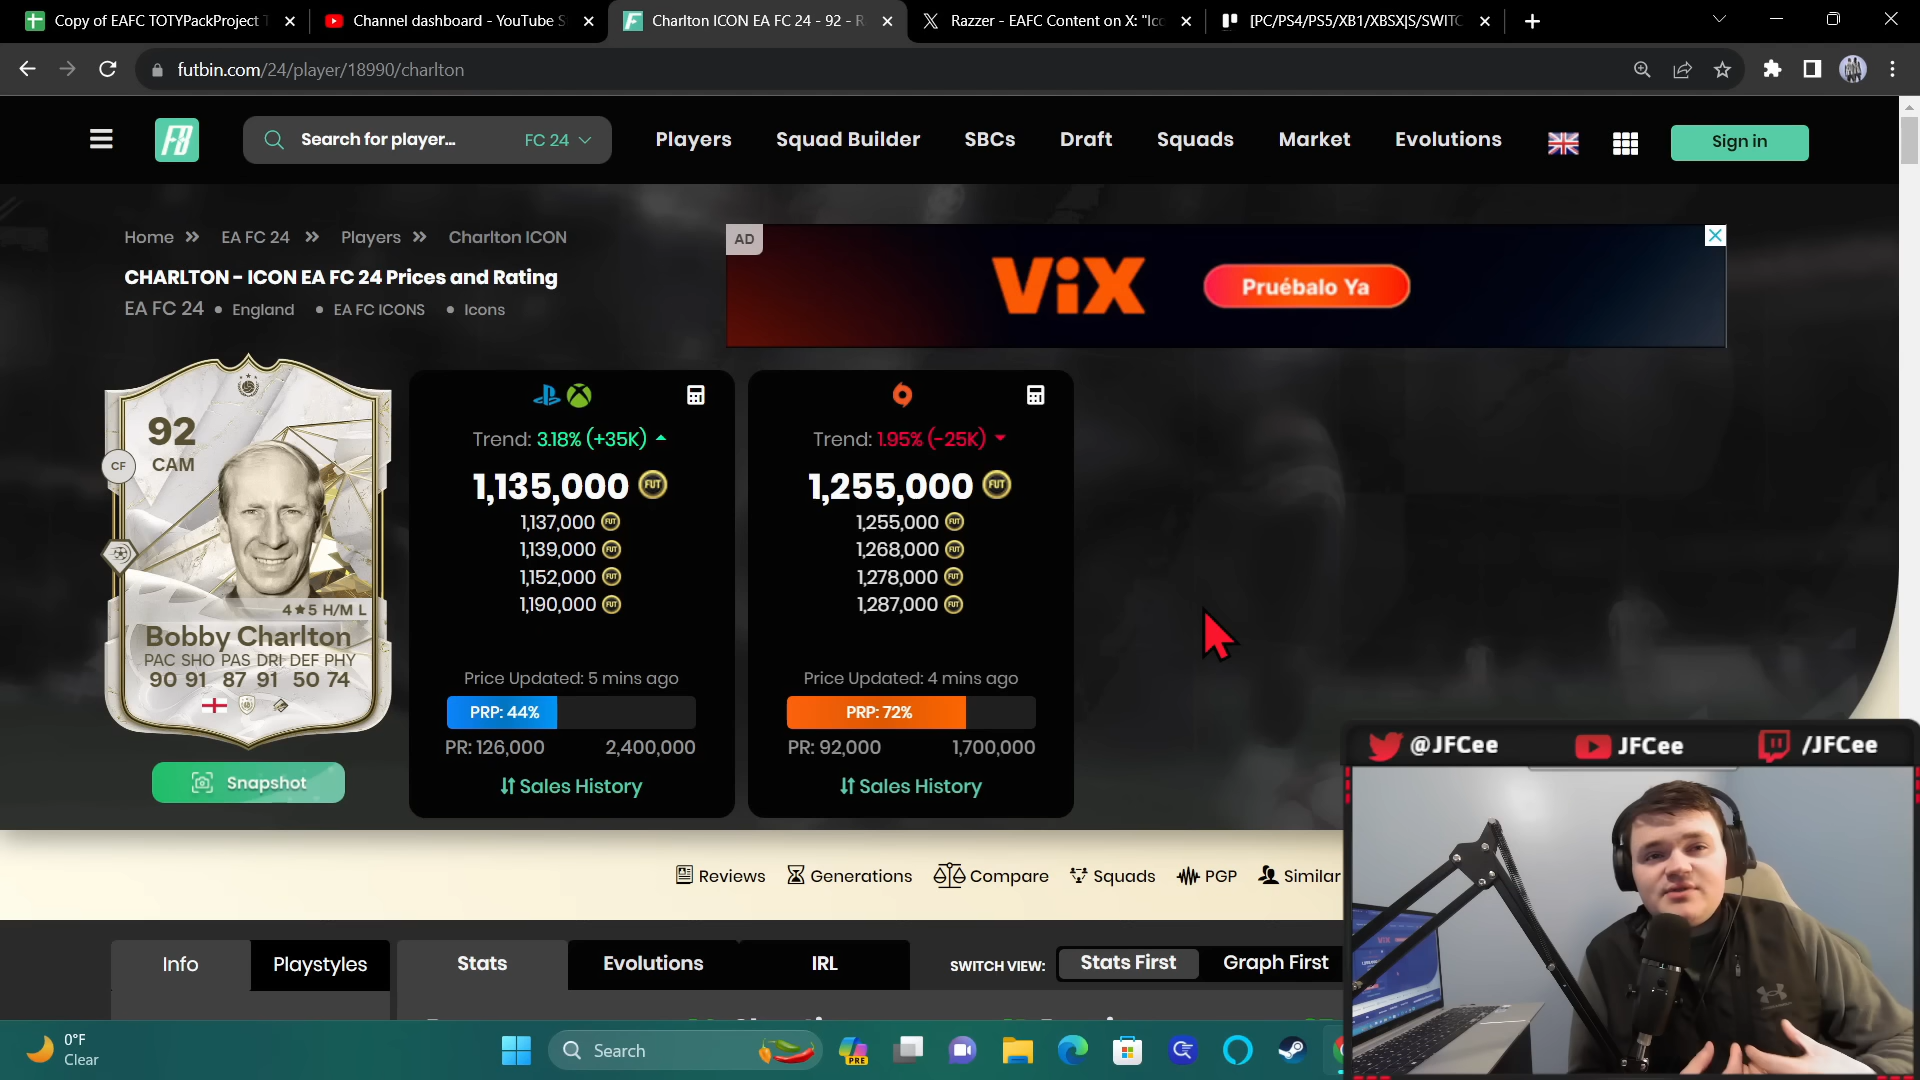 Copy of EAFC TOTYPackProject T
Channel dashboard - YouTube S
Charlton ICON EA FC 24 - 92 - R
Razzer - EAFC Content on X: "Ico
[PC/PS4/PS5/XB1/XBSX|S/SWITC
futbin.com/24/player/18990/charlton
Search for player...
FC 24
Players
Squad Builder
SBCs
Draft
Squads
Market
Evolutions
Sign in
Home » EA FC 24 » Players » Charlton ICON
CHARLTON - ICON EA FC 24 Prices and Rating
EA FC 24 • England • EA FC ICONS • Icons
AD
ViX
Pruébalo Ya
92
CAM
CF
4★5 H/M L
Bobby Charlton
PAC SHO PAS DRI DEF PHY
90 91 87 91 50 74
Snapshot
Trend: 3.18% (+35K)
1,135,000
1,137,000
1,139,000
1,152,000
1,190,000
Price Updated: 5 mins ago
PRP: 44%
PR: 126,000 2,400,000
Sales History
Trend: 1.95% (-25K)
1,255,000
1,255,000
1,268,000
1,278,000
1,287,000
Price Updated: 4 mins ago
PRP: 72%
PR: 92,000 1,700,000
Sales History
@JFCee
JFCee
/JFCee
Reviews
Generations
Compare
Squads
PGP
Similar
Info
Playstyles
Stats
Evolutions
IRL
SWITCH VIEW:
Stats First
Graph First
0°F
Clear
Search
PRE